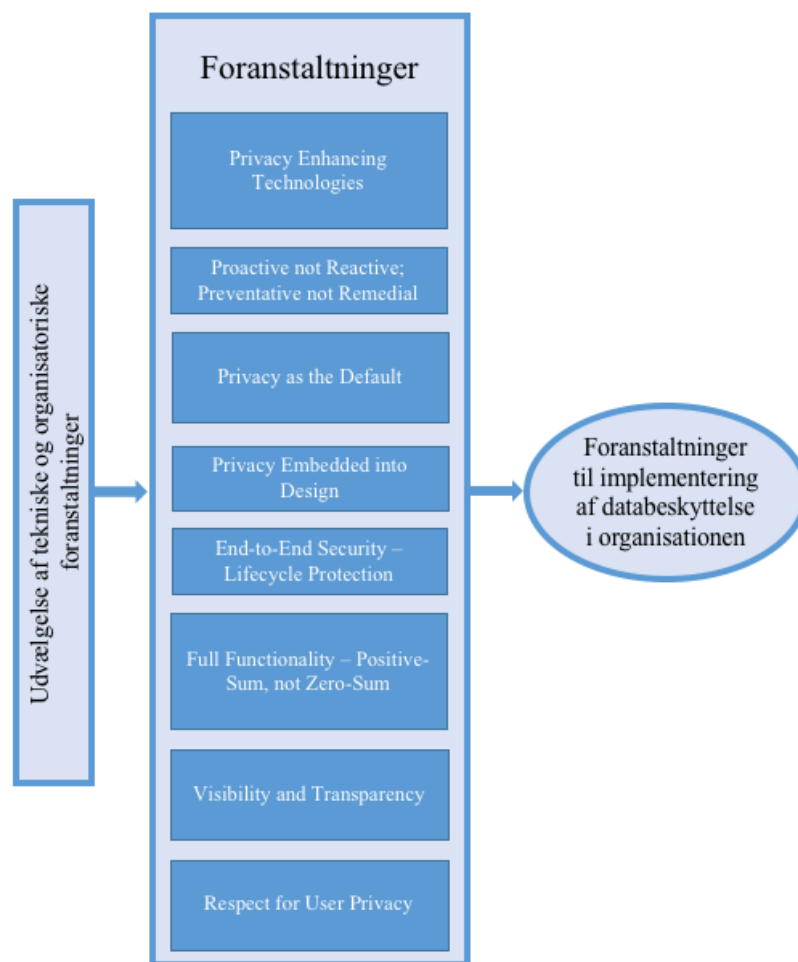 Udvælgelse af tekniske og organisatoriske
foranstaltninger
Foranstaltninger
Privacy Enhancing
Technologies
Proactive not Reactive;
Preventative not Remedial
Privacy as the Default
Privacy Embedded into
Design
End-to-End Security –
Lifecycle Protection
Full Functionality – Positive-
Sum, not Zero-Sum
Visibility and Transparency
Respect for User Privacy
Foranstaltninger
til implementering
af databeskyttelse
i organisationen